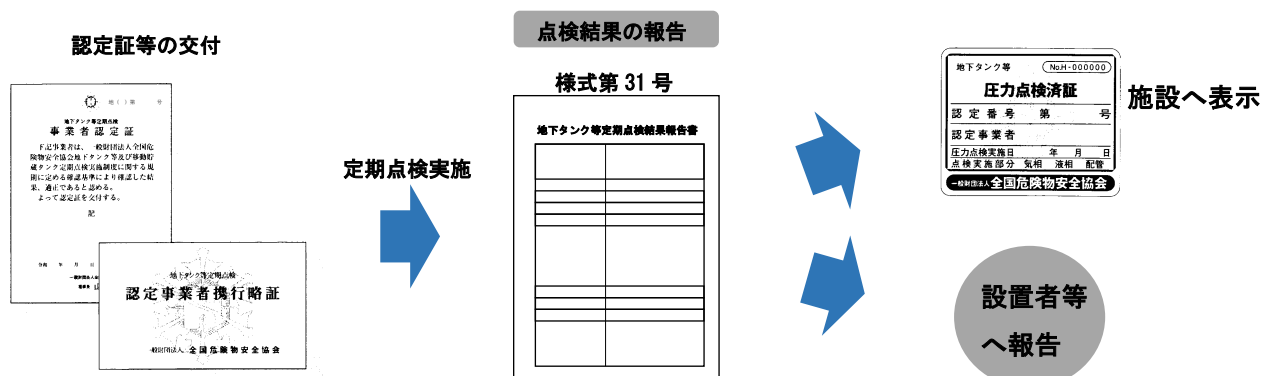 認定証等の交付
地下タンク等定期点検
事業者認定証
下記事業者は、一般財団法人全国危
険物安全協会地下タンク等及び移動貯
蔵タンク定期点検実施制度に関する規
則に定める確認基準により確認した結
果、適正であると認める。
よって認定証を交付する。
記
地下タンク等定期点検
認定事業者携行略証
一般財団法人 全国危険物安全協会
定期点検実施
点検結果の報告
様式第 31 号
地下タンク等定期点検結果報告書
地下タンク等 No.H-000000
圧力点検済証
認定番号 第 号
認定事業者
圧力点検実施日 年 月 日
点検実施部分 気相 液相 配管
一般財団法人全国危険物安全協会
施設へ表示
設置者等
へ報告